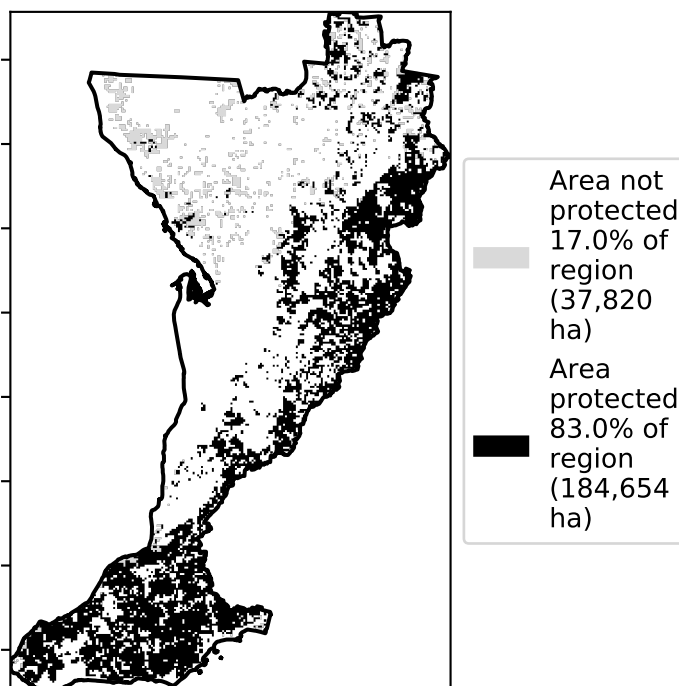 Area not
protected
17.0% of
region
(37,820
ha)
Area
protected
83.0% of
region
(184,654
ha)